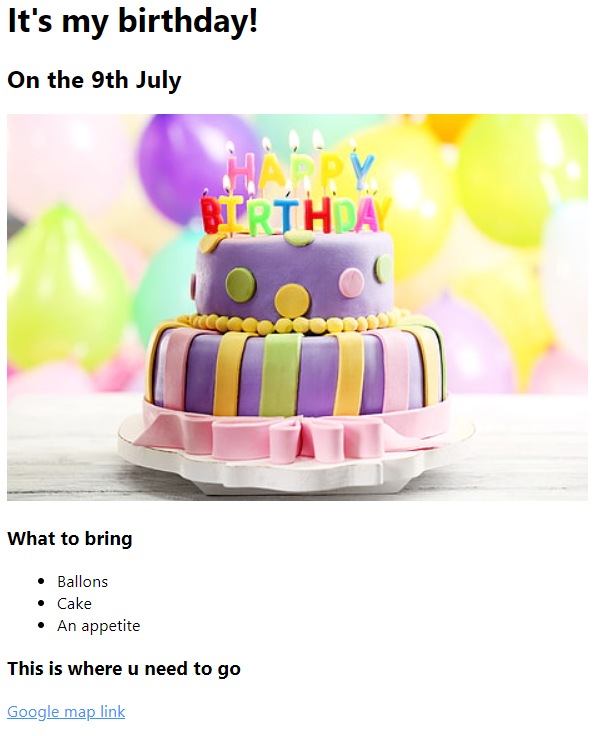 It's my birthday!
On the 9th July
HAPPY
BIRTHDAY
What to bring
Ballons
Cake
An appetite
This is where u need to go
Google map link